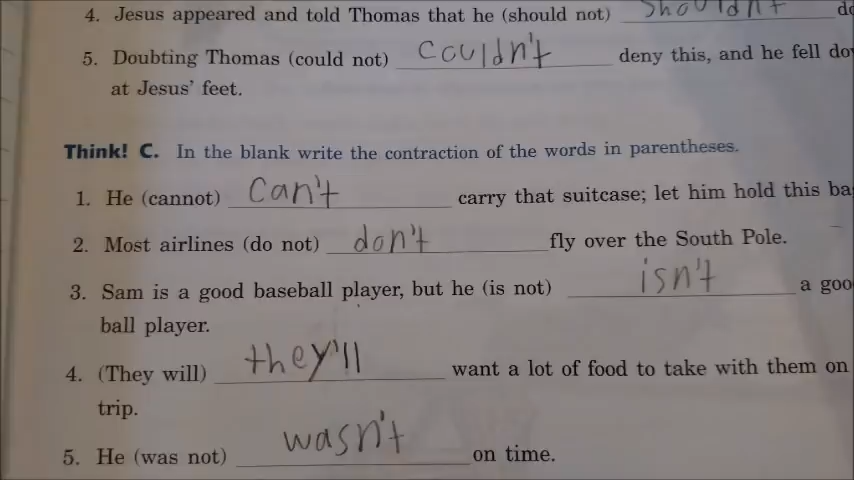 4. Jesus appeared and told Thomas that he (should not) shouldn't
5. Doubting Thomas (could not) couldn't deny this, and he fell
at Jesus' feet.
Think! C. In the blank write the contraction of the words in parentheses.
1. He (cannot) can't carry that suitcase; let him hold this
2. Most airlines (do not) don't fly over the South Pole.
3. Sam is a good baseball player, but he (is not) isn't a
ball player.
4. (They will) they'll want a lot of food to take with them on
trip.
5. He (was not) wasn't on time.